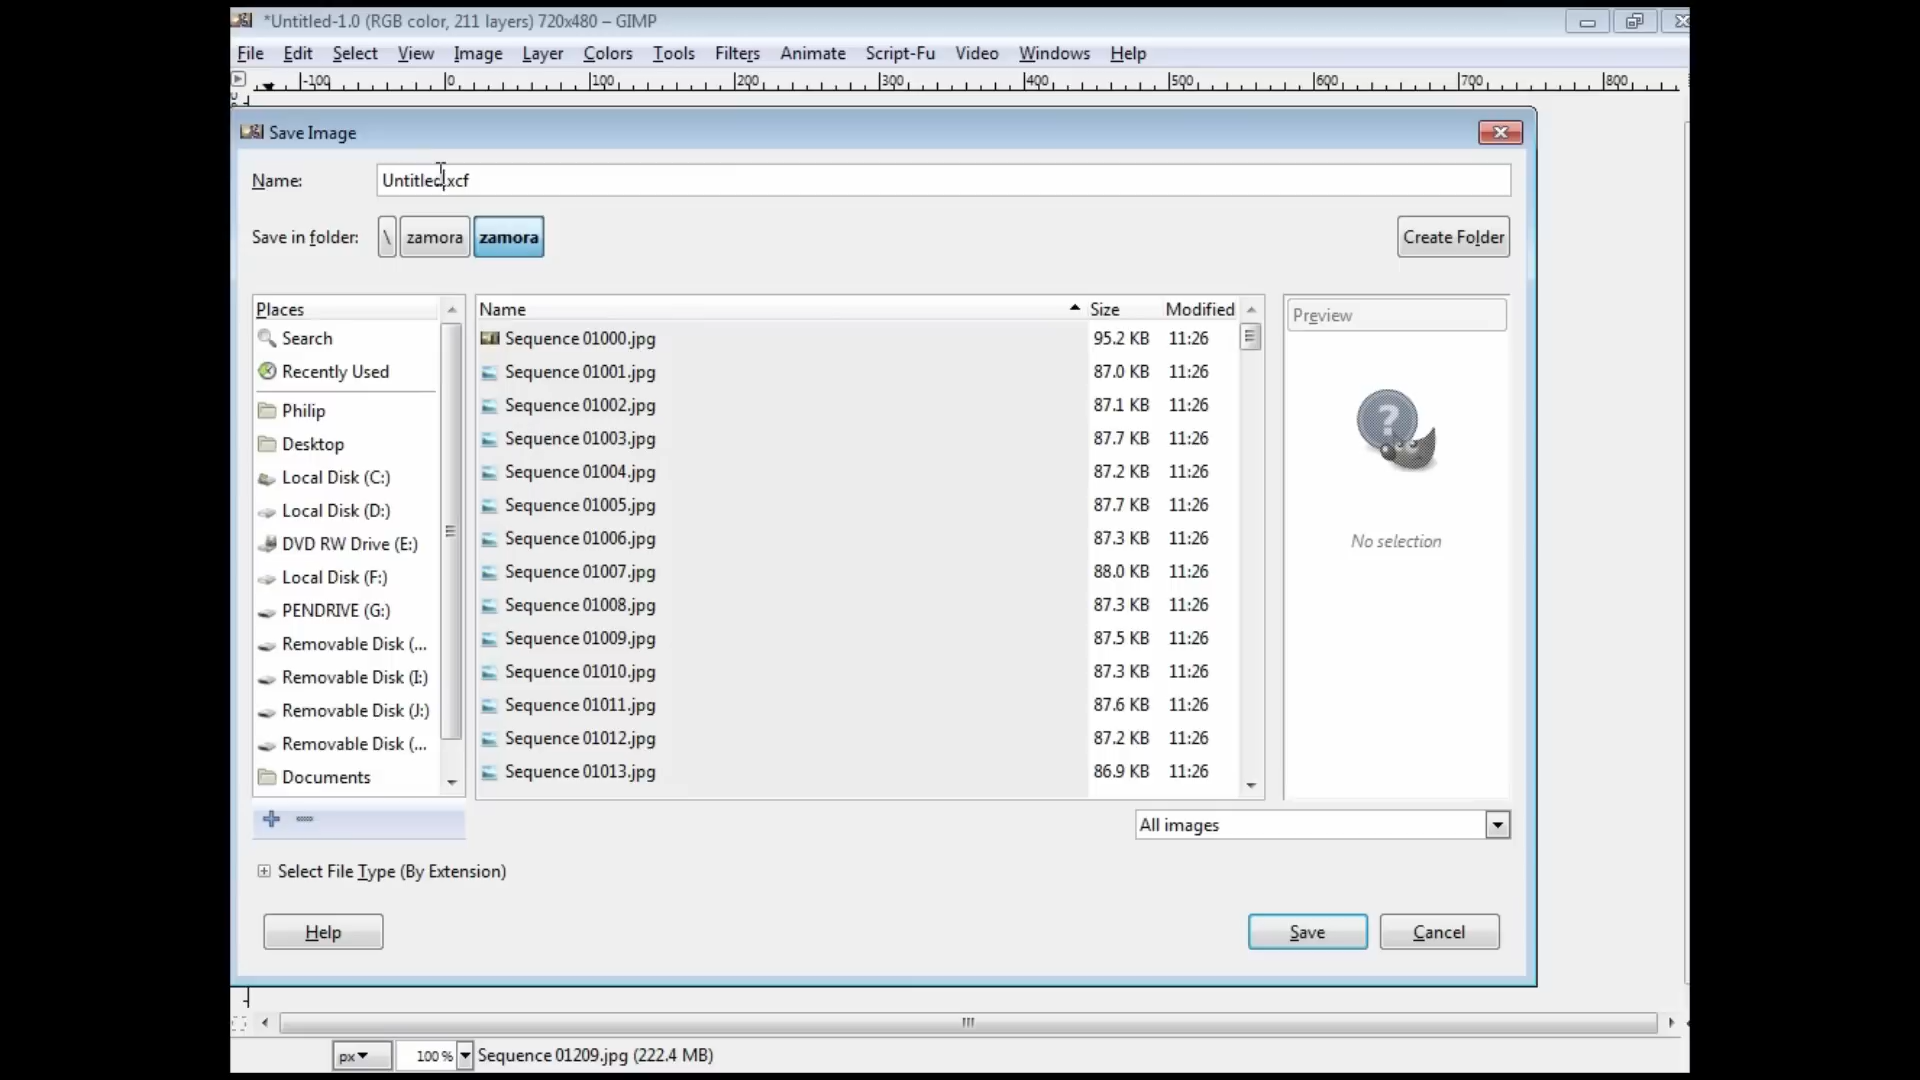 *Untitled-1.0 (RGB color, 211 layers) 720x480 – GIMP
File Edit Select View Image Layer Colors Tools Filters Animate Script-Fu Video Windows Help
-100 0 100 200 300 400 500 600 700 800
Save Image
Name: Untitled.xcf
Save in folder: \ zamora zamora Create Folder
Places
Search
Recently Used
Philip
Desktop
Local Disk (C:)
Local Disk (D:)
DVD RW Drive (E:)
Local Disk (F:)
PENDRIVE (G:)
Removable Disk (...
Removable Disk (I:)
Removable Disk (J:)
Removable Disk (...
Documents
Name Size Modified
Sequence 01000.jpg 95.2 KB 11:26
Sequence 01001.jpg 87.0 KB 11:26
Sequence 01002.jpg 87.1 KB 11:26
Sequence 01003.jpg 87.7 KB 11:26
Sequence 01004.jpg 87.2 KB 11:26
Sequence 01005.jpg 87.7 KB 11:26
Sequence 01006.jpg 87.3 KB 11:26
Sequence 01007.jpg 88.0 KB 11:26
Sequence 01008.jpg 87.3 KB 11:26
Sequence 01009.jpg 87.5 KB 11:26
Sequence 01010.jpg 87.3 KB 11:26
Sequence 01011.jpg 87.6 KB 11:26
Sequence 01012.jpg 87.2 KB 11:26
Sequence 01013.jpg 86.9 KB 11:26
Preview
No selection
All images
Select File Type (By Extension)
Help Save Cancel
px 100 % Sequence 01209.jpg (222.4 MB)